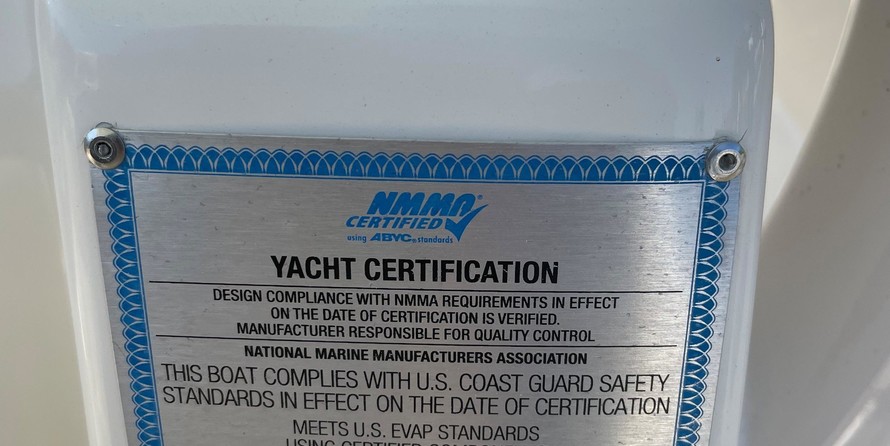 NMMA®
CERTIFIED
using ABYC® standards
YACHT CERTIFICATION
DESIGN COMPLIANCE WITH NMMA REQUIREMENTS IN EFFECT
ON THE DATE OF CERTIFICATION IS VERIFIED.
MANUFACTURER RESPONSIBLE FOR QUALITY CONTROL
NATIONAL MARINE MANUFACTURERS ASSOCIATION
THIS BOAT COMPLIES WITH U.S. COAST GUARD SAFETY
STANDARDS IN EFFECT ON THE DATE OF CERTIFICATION
MEETS U.S. EVAP STANDARDS
USING CERTIFIED